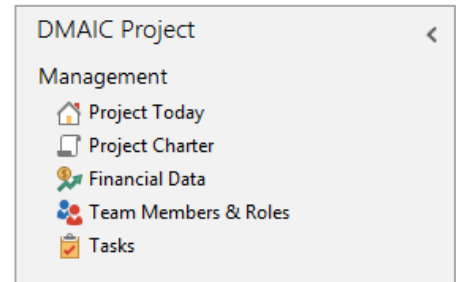 DMAIC Project
Management
Project Today
Project Charter
Financial Data
Team Members & Roles
Tasks